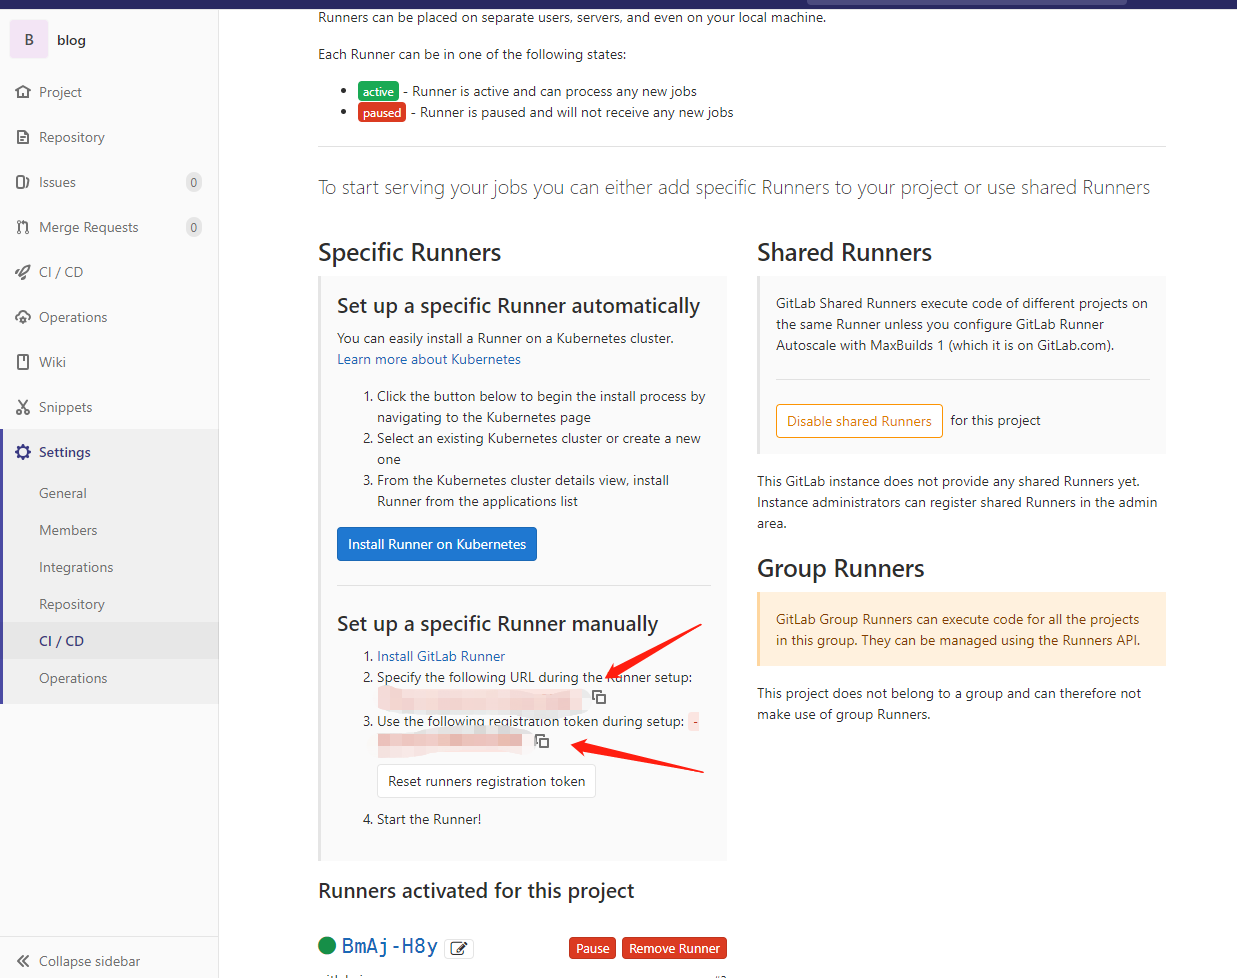 B blog
Project
Repository
Issues 0
Merge Requests 0
CI / CD
Operations
Wiki
Snippets
Settings
General
Members
Integrations
Repository
CI / CD
Operations
Collapse sidebar
Runners can be placed on separate users, servers, and even on your local machine.
Each Runner can be in one of the following states:
• active - Runner is active and can process any new jobs
• paused - Runner is paused and will not receive any new jobs
To start serving your jobs you can either add specific Runners to your project or use shared Runners
Specific Runners
Set up a specific Runner automatically
You can easily install a Runner on a Kubernetes cluster.
Learn more about Kubernetes
1. Click the button below to begin the install process by
navigating to the Kubernetes page
2. Select an existing Kubernetes cluster or create a new
one
3. From the Kubernetes cluster details view, install
Runner from the applications list
Install Runner on Kubernetes
Set up a specific Runner manually
1. Install GitLab Runner
2. Specify the following URL during the Runner setup:
3. Use the following registration token during setup: -
Reset runners registration token
4. Start the Runner!
Runners activated for this project
BmAj-H8y Pause Remove Runner
Shared Runners
GitLab Shared Runners execute code of different projects on
the same Runner unless you configure GitLab Runner
Autoscale with MaxBuilds 1 (which it is on GitLab.com).
Disable shared Runners for this project
This GitLab instance does not provide any shared Runners yet.
Instance administrators can register shared Runners in the admin
area.
Group Runners
GitLab Group Runners can execute code for all the projects
in this group. They can be managed using the Runners API.
This project does not belong to a group and can therefore not
make use of group Runners.